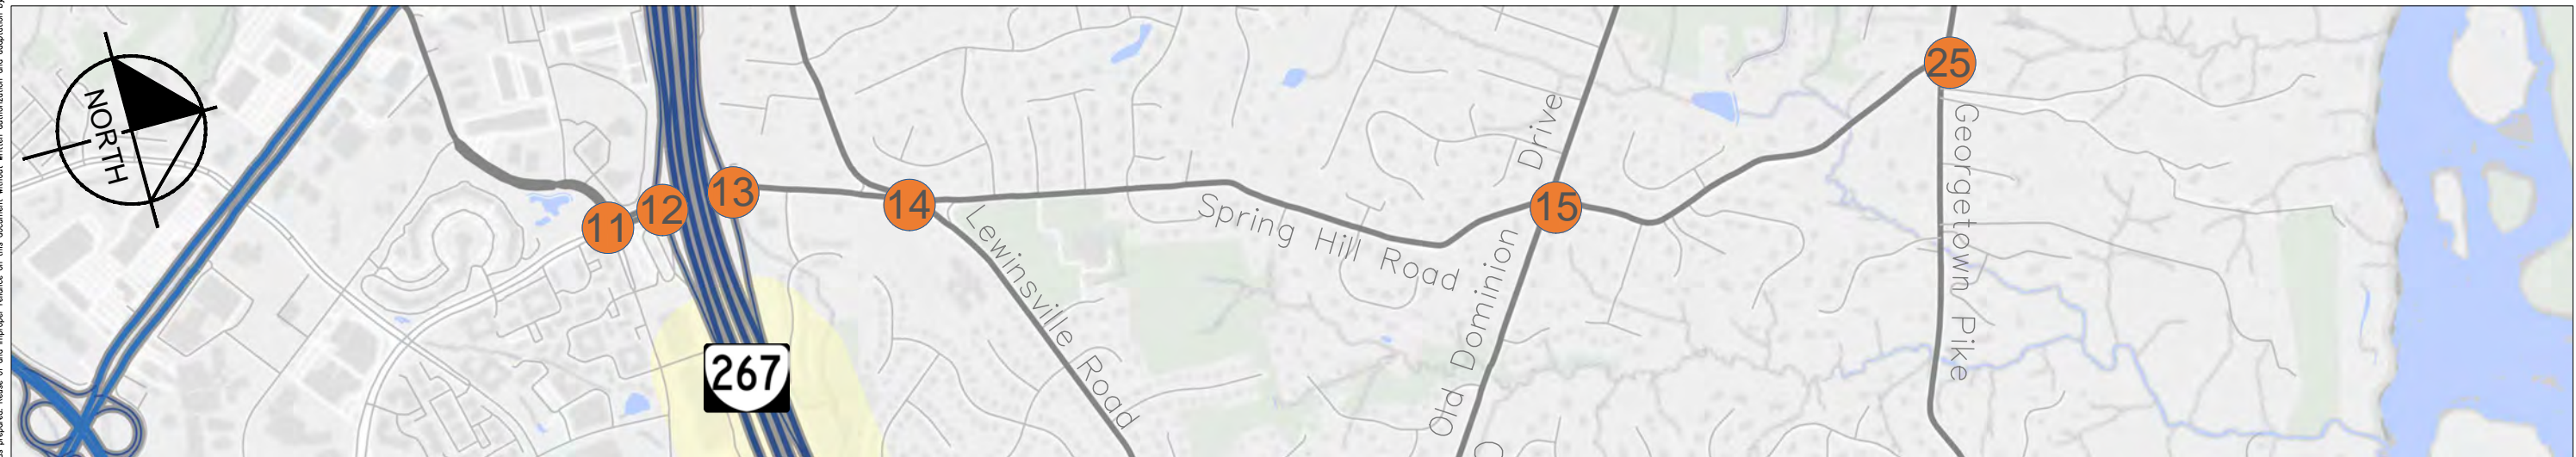 NORTH
11
12
13
14
15
25
267
Lewinsville Road
Spring Hill Road
Old Dominion Drive
Georgetown Pike